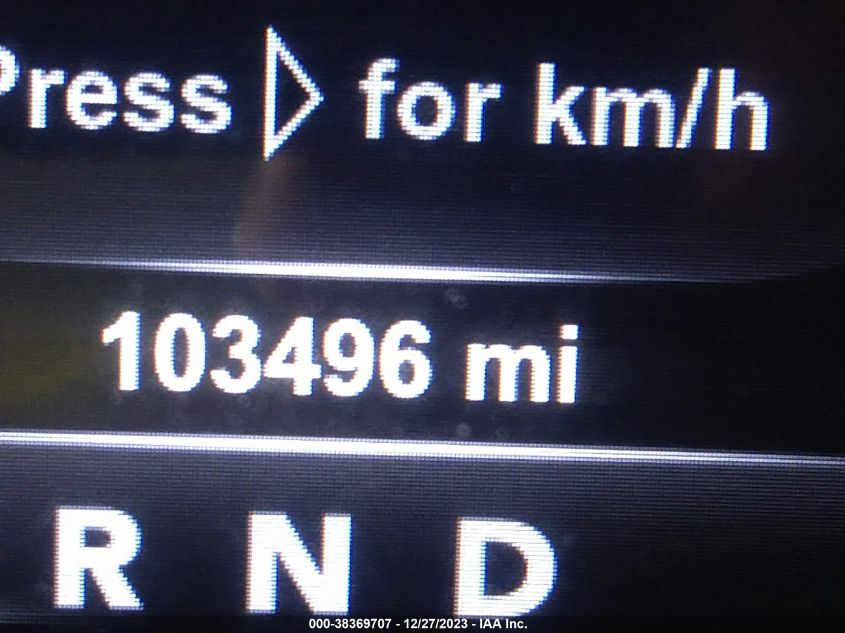 Press for km/h
103496 mi
R N D
000-38369707 - 12/27/2023 - IAA Inc.